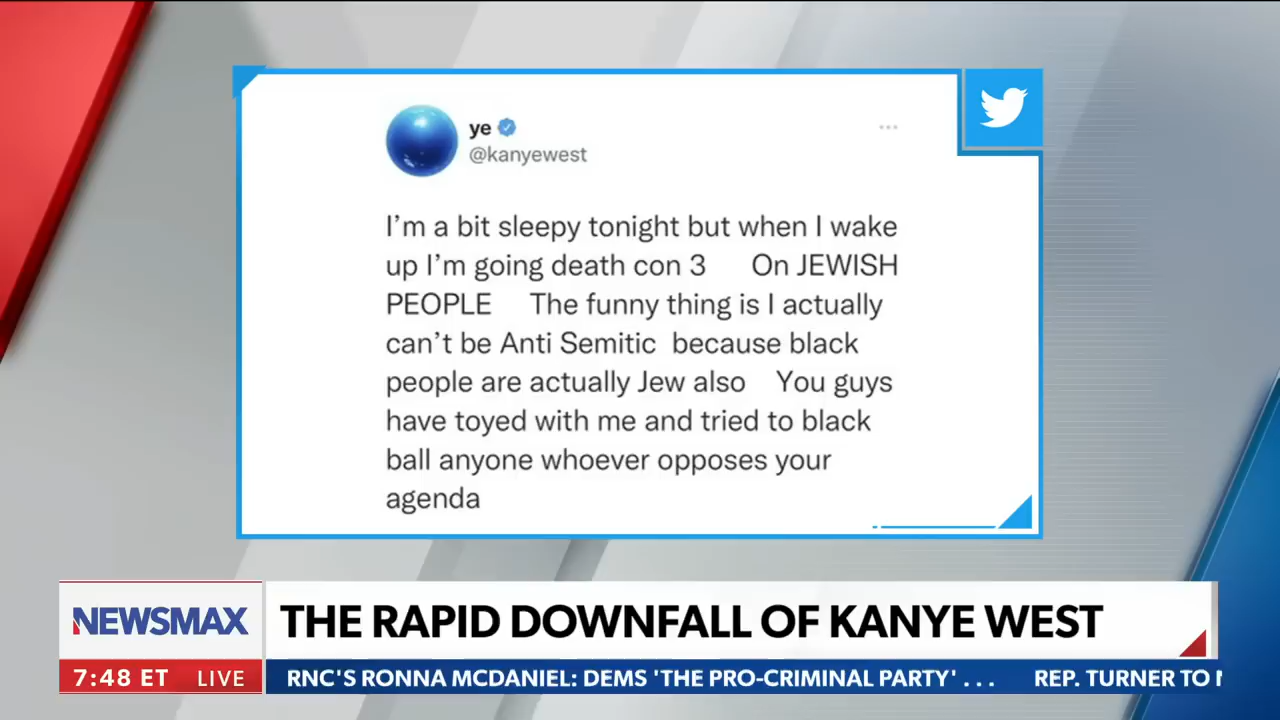 ye
@kanyewest
I'm a bit sleepy tonight but when I wake
up I'm going death con 3 On JEWISH
PEOPLE The funny thing is I actually
can't be Anti Semitic because black
people are actually Jew also You guys
have toyed with me and tried to black
ball anyone whoever opposes your
agenda
NEWSMAX
THE RAPID DOWNFALL OF KANYE WEST
7:48 ET LIVE
RNC'S RONNA MCDANIEL: DEMS 'THE PRO-CRIMINAL PARTY' . . . REP. TURNER TO